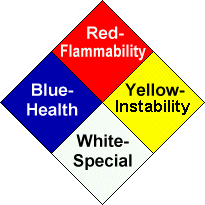 Red-
Flammability
Blue-
Health
Yellow-
Instability
White-
Special